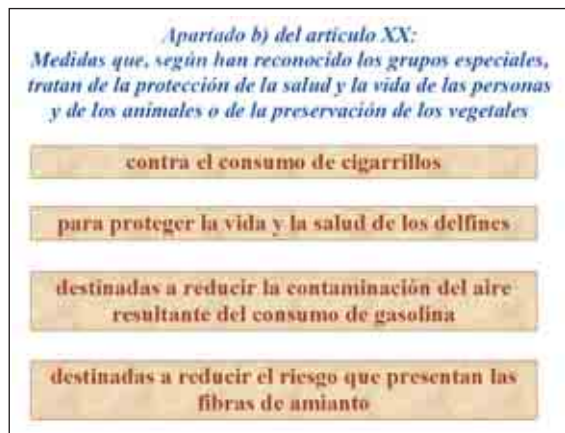 Apartado b) del artículo XX:
Medidas que, según han reconocido los grupos especiales,
tratan de la protección de la salud y la vida de las personas
y de los animales o de la preservación de los vegetales
contra el consumo de cigarrillos
para proteger la vida y la salud de los delfines
destinadas a reducir la contaminación del aire
resultante del consumo de gasolina
destinadas a reducir el riesgo que presentan las
fibras de amianto